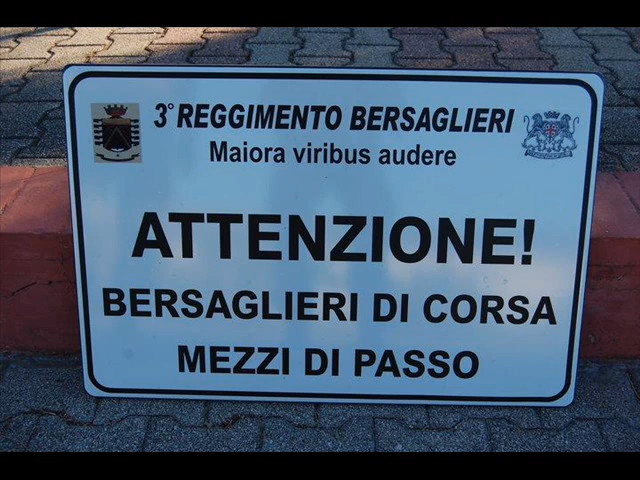 3° REGGIMENTO BERSAGLIERI
Maiora viribus audere
ATTENZIONE!
BERSAGLIERI DI CORSA
MEZZI DI PASSO